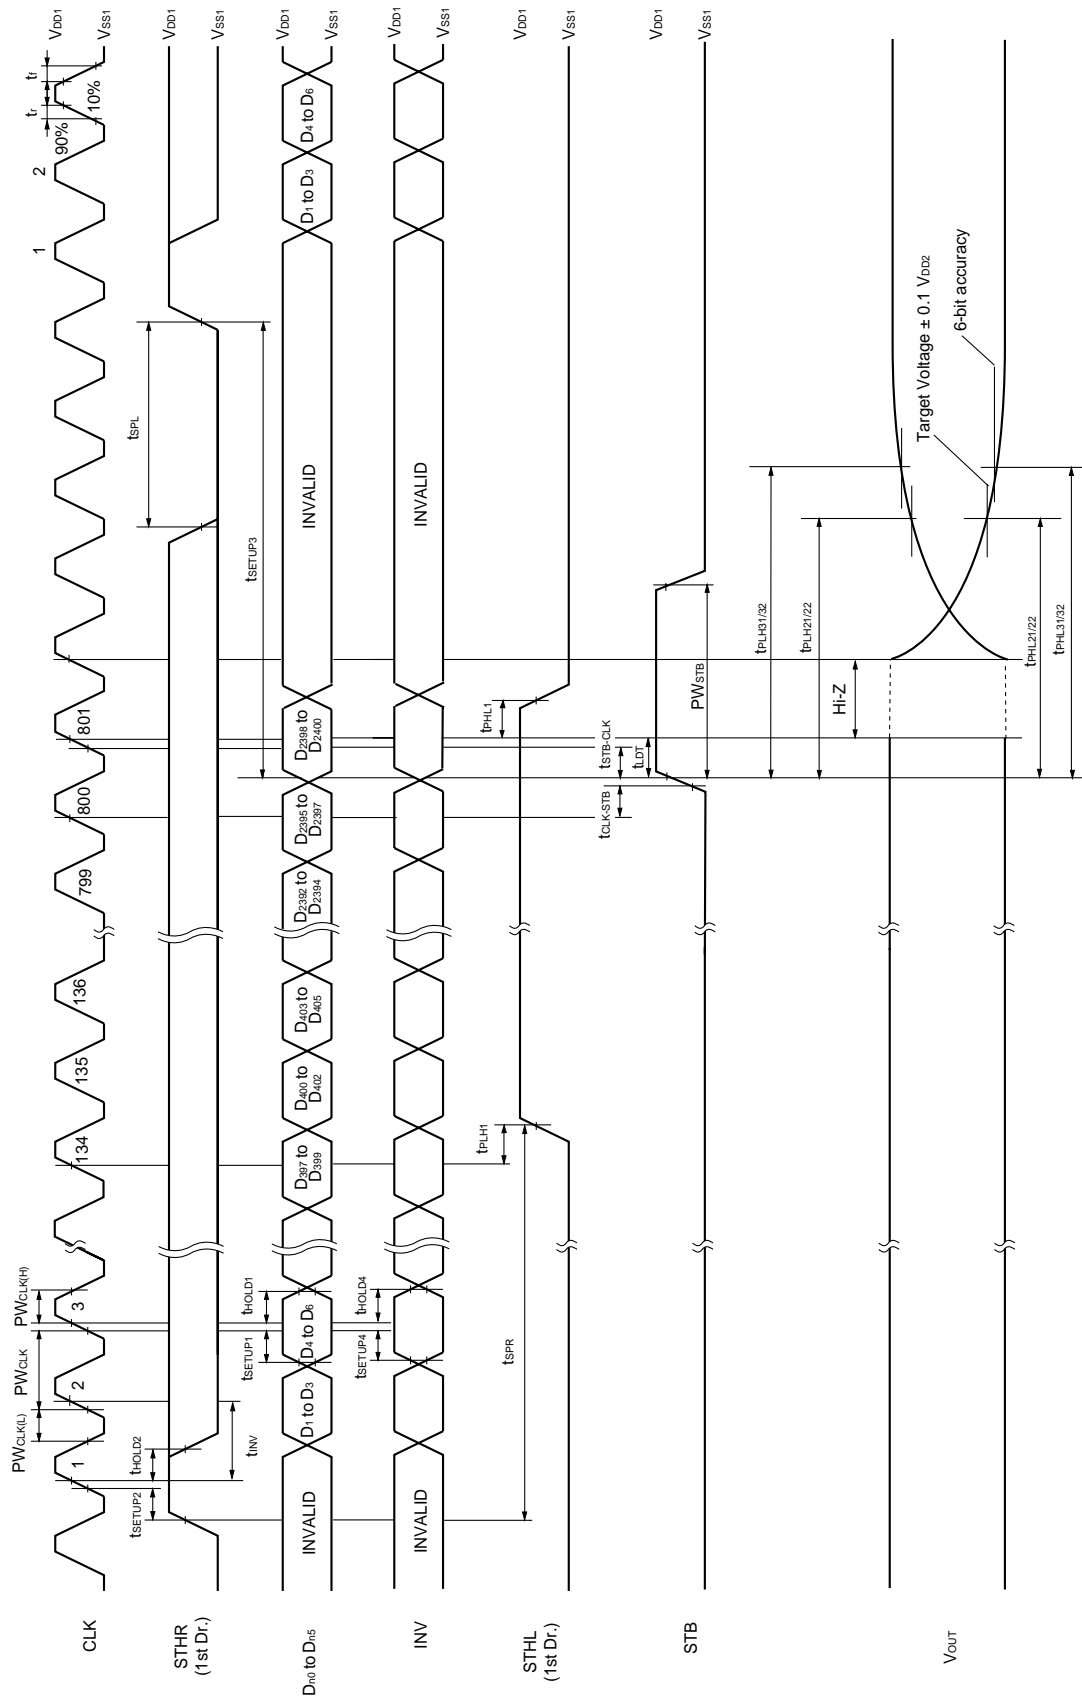 CLK
PWCLK(L)
PWCLK
PWCLK(H)
1
2
3
134
135
136
799
800
801
1
2
90%
10%
tr
tf
VDD1
VSS1
STHR
(1st Dr.)
tSETUP2
tHOLD2
tINV
tSPL
tSETUP3
VDD1
VSS1
Dn0 to Dn5
INVALID
D1 to D3
D4 to D6
tSETUP1
tHOLD1
D397 to
D399
D400 to
D402
D403 to
D405
D2392 to
D2394
D2395 to
D2397
D2398 to
D2400
INVALID
D1 to D3
D4 to D6
VDD1
VSS1
INV
INVALID
tSETUP4
tHOLD4
INVALID
VDD1
VSS1
STHL
(1st Dr.)
tSPR
tPLH1
tPHL1
VDD1
VSS1
STB
tCLK-STB
tSTB-CLK
tLDT
PWSTB
VDD1
VSS1
VOUT
Hi-Z
tPLH31/32
tPLH21/22
tPHL21/22
tPHL31/32
Target Voltage ± 0.1 VDD2
6-bit accuracy